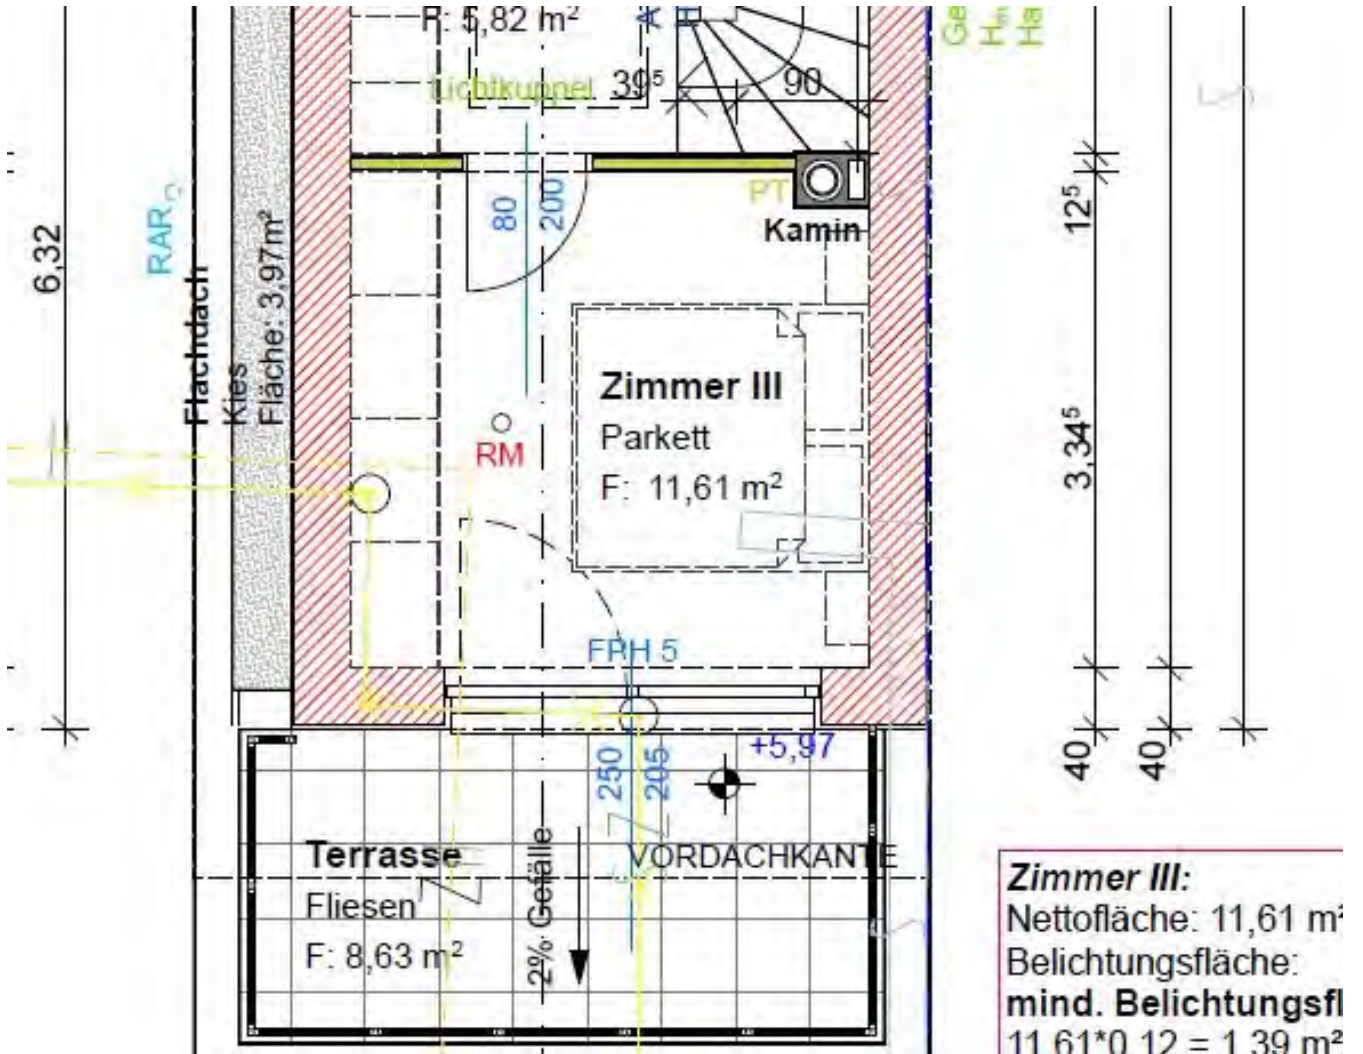 F: 5,82 m²
Lichtkuppel
39⁵
90
6,32
RAR
Flachdach
Kies
Fläche: 3,97m²
80
200
PT
Kamin
12⁵
Zimmer III
Parkett
F: 11,61 m²
RM
3,34⁵
FPH 5
+5,97
250
205
40
40
Terrasse
Fliesen
F: 8,63 m²
2% Gefälle
VORDACHKANTE
Zimmer III:
Nettofläche: 11,61 m²
Belichtungsfläche:
mind. Belichtungsfl
11,61*0,12 = 1,39 m²